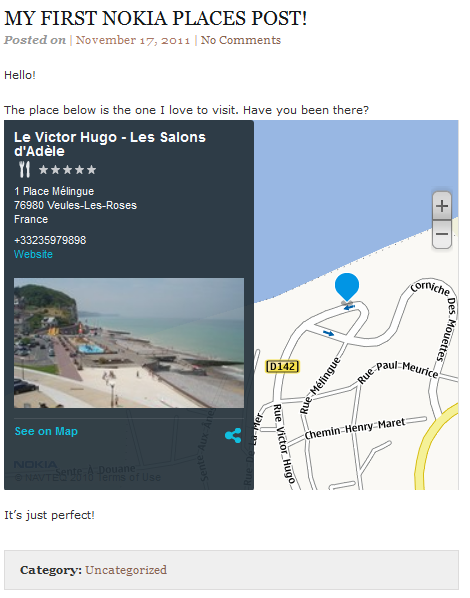 MY FIRST NOKIA PLACES POST!
Posted on | November 17, 2011 | No Comments
Hello!
The place below is the one I love to visit. Have you been there?
Le Victor Hugo - Les Salons
d'Adèle
1 Place Mélingue
76980 Veules-Les-Roses
France
+33235979898
Website
See on Map
NOKIA
© NAVTEQ 2010 Terms of Use
Sente À Douane
Sente Aux Ânes
Rue De La Mer
Rue Victor Hugo
Rue-Mélingue
D142
Rue-Paul-Meurice
Chemin-Henry-Maret
Corniche Des Mouettes
It's just perfect!
Category: Uncategorized